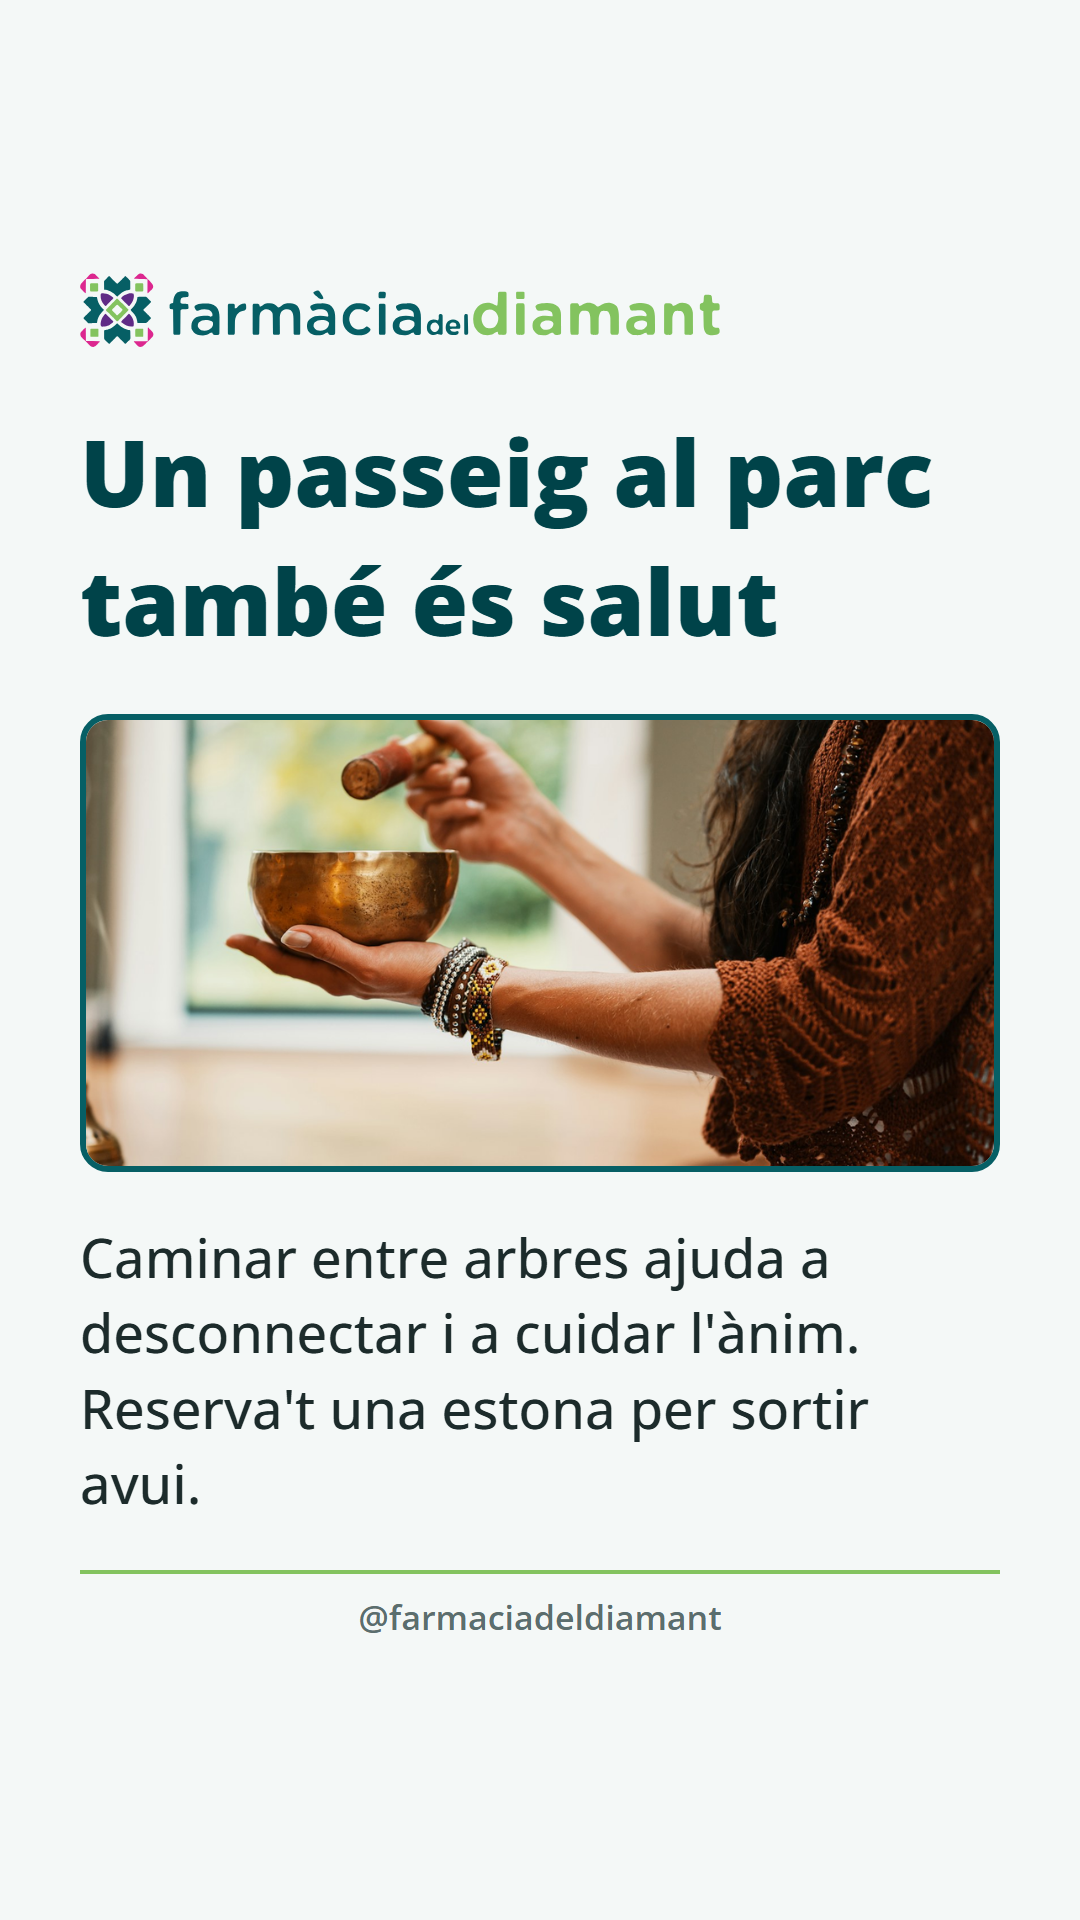 farmàciadeldiamant
Un passeig al parc
també és salut
Caminar entre arbres ajuda a
desconnectar i a cuidar l'ànim.
Reserva't una estona per sortir
avui.
@farmaciadeldiamant